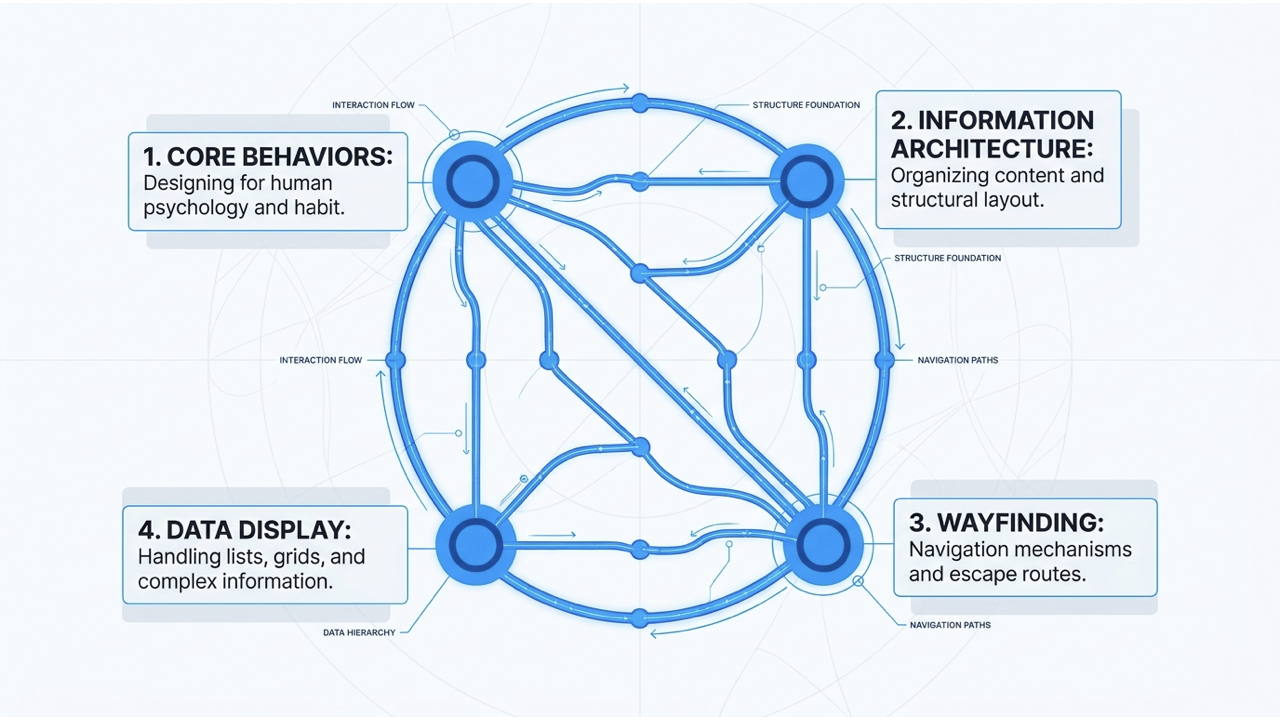 INTERACTION FLOW
STRUCTURE FOUNDATION
1. CORE BEHAVIORS:
Designing for human
psychology and habit.
2. INFORMATION
ARCHITECTURE:
Organizing content and
structural layout.
STRUCTURE FOUNDATION
INTERACTION FLOW
NAVIGATION PATHS
4. DATA DISPLAY:
Handling lists, grids, and
complex information.
3. WAYFINDING:
Navigation mechanisms
and escape routes.
DATA HIERARCHY
NAVIGATION PATHS